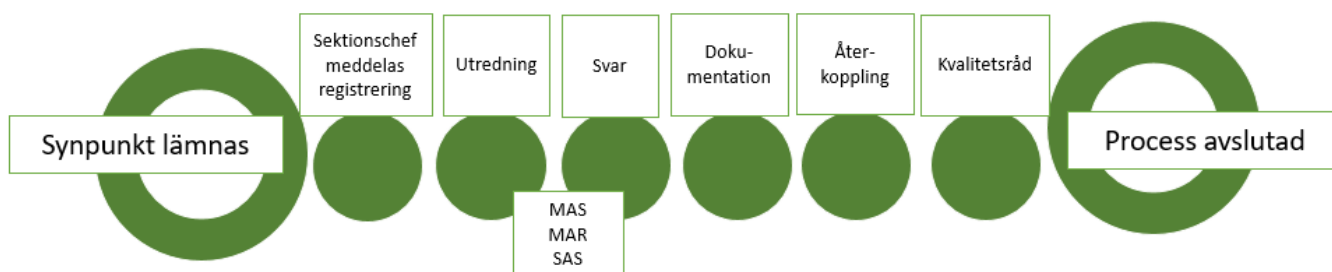 Synpunkt lämnas
Sektionschef
meddelas
registrering
Utredning
Svar
Doku-
mentation
Åter-
koppling
Kvalitetsråd
Process avslutad
MAS
MAR
SAS